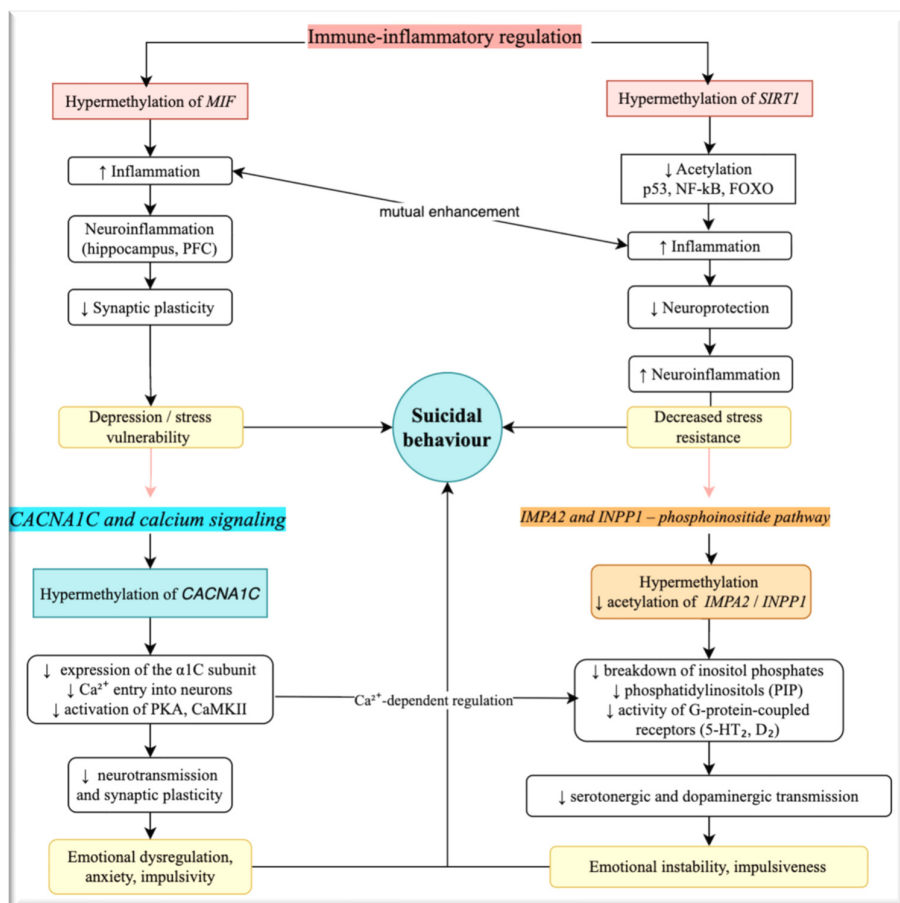 Immune-inflammatory regulation
Hypermethylation of MIF
↑ Inflammation
Neuroinflammation
(hippocampus, PFC)
↓ Synaptic plasticity
Depression / stress
vulnerability
Hypermethylation of SIRT1
↓ Acetylation
p53, NF-kB, FOXO
↑ Inflammation
↓ Neuroprotection
↑ Neuroinflammation
Decreased stress
resistance
mutual enhancement
Suicidal
behaviour
CACNA1C and calcium signaling
Hypermethylation of CACNA1C
↓ expression of the α1C subunit
↓ Ca²⁺ entry into neurons
↓ activation of PKA, CaMKII
↓ neurotransmission
and synaptic plasticity
Emotional dysregulation,
anxiety, impulsivity
Ca²⁺-dependent regulation
IMPA2 and INPP1 – phosphoinositide pathway
Hypermethylation
↓ acetylation of IMPA2 / INPP1
↓ breakdown of inositol phosphates
↓ phosphatidylinositols (PIP)
↓ activity of G-protein-coupled
receptors (5-HT₂, D₂)
↓ serotonergic and dopaminergic transmission
Emotional instability, impulsiveness